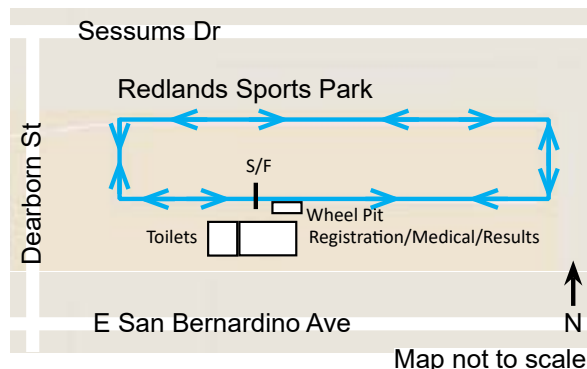 Sessums Dr
Redlands Sports Park
Dearborn St
S/F
Wheel Pit
Toilets
Registration/Medical/Results
E San Bernardino Ave
N
Map not to scale